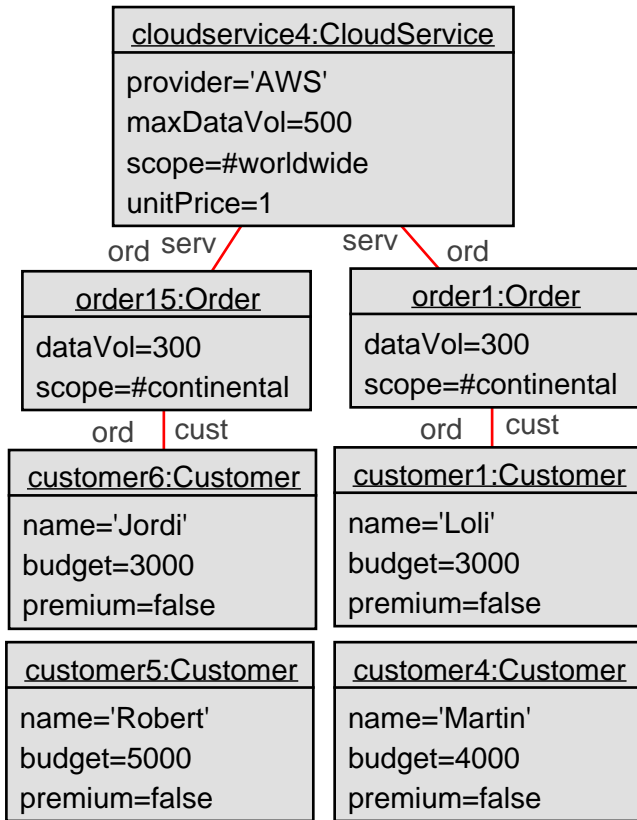 cloudservice4:CloudService
provider='AWS'
maxDataVol=500
scope=#worldwide
unitPrice=1
ord serv
serv ord
order15:Order
dataVol=300
scope=#continental
order1:Order
dataVol=300
scope=#continental
ord cust
ord cust
customer6:Customer
name='Jordi'
budget=3000
premium=false
customer1:Customer
name='Loli'
budget=3000
premium=false
customer5:Customer
name='Robert'
budget=5000
premium=false
customer4:Customer
name='Martin'
budget=4000
premium=false